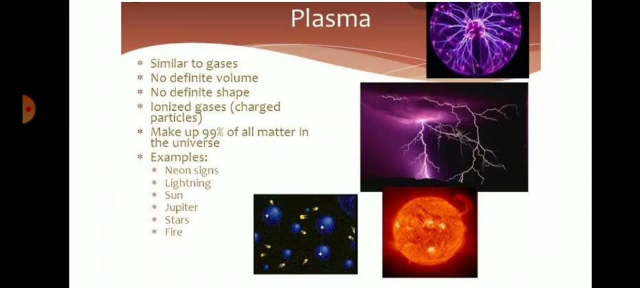 Plasma
* Similar to gases
* No definite volume
* No definite shape
* Ionized gases (charged
particles)
* Make up 99% of all matter in
the universe
* Examples:
* Neon signs
* Lightning
* Sun
* Jupiter
* Stars
* Fire